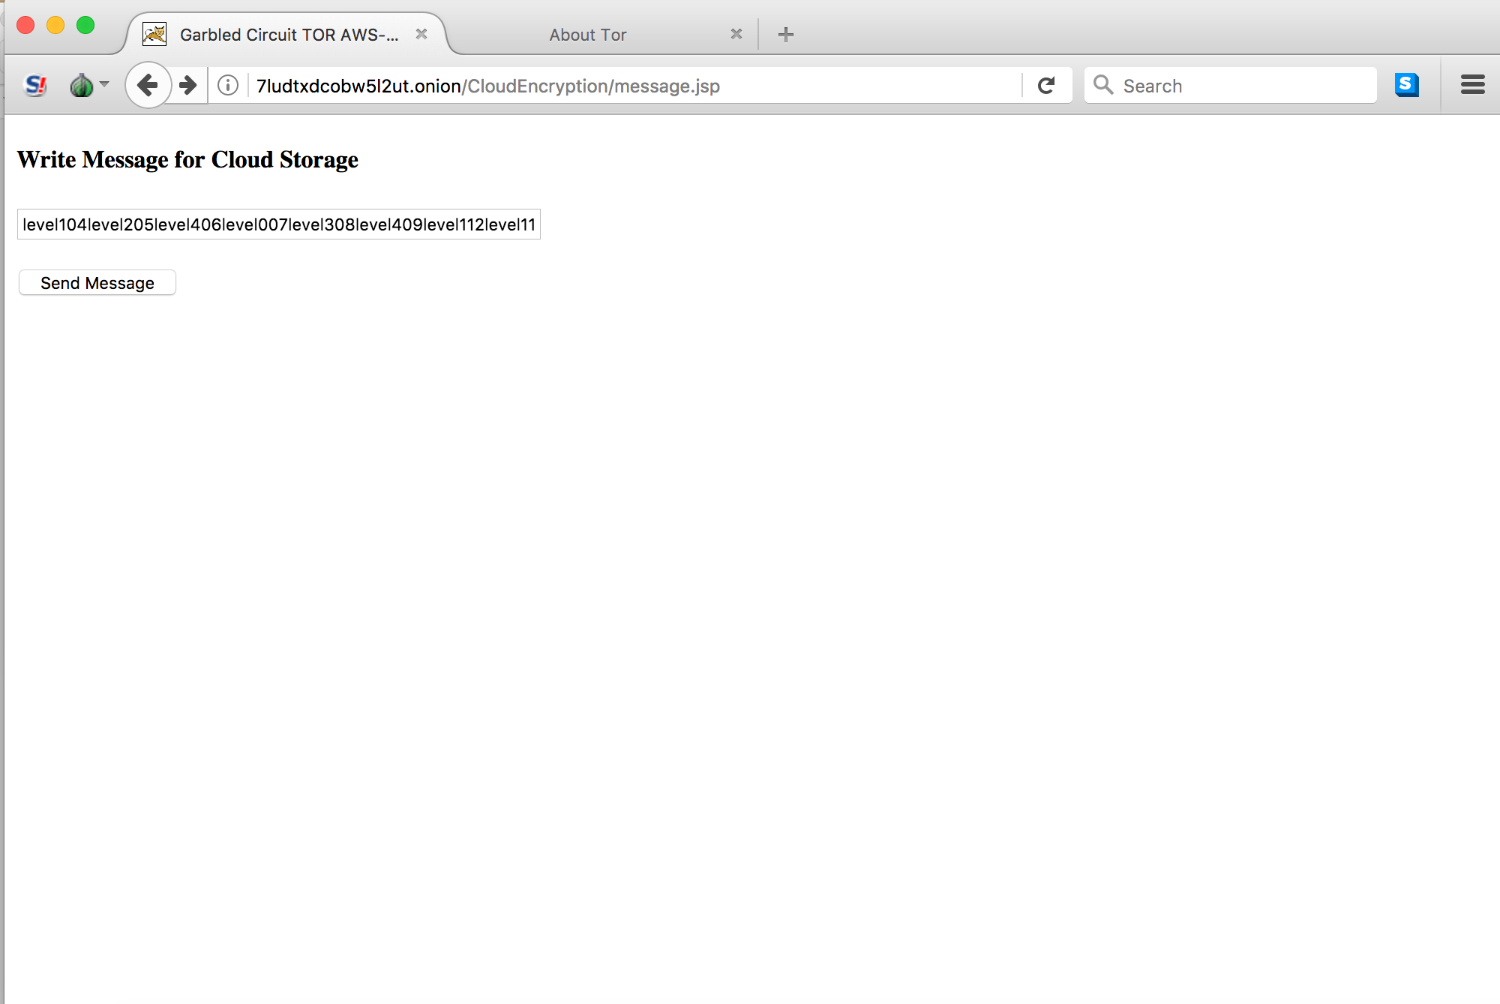 Garbled Circuit TOR AWS-...
About Tor
S!
7ludtxdcobw5l2ut.onion/CloudEncryption/message.jsp
Search
S
Write Message for Cloud Storage
level104level205level406level007level308level409level112level11
Send Message